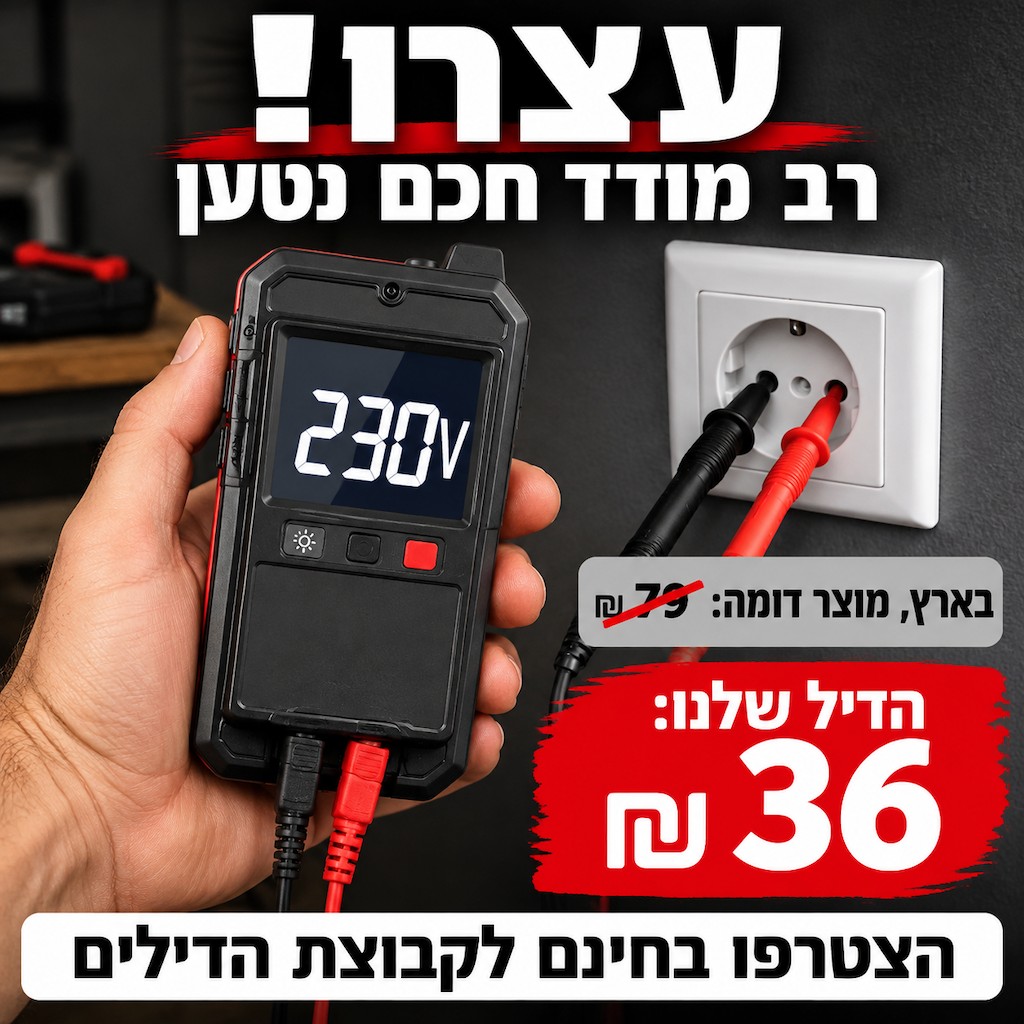 עצרו!
רב מודד חכם נטען
230V
בארץ, מוצר דומה: 79 ₪
הדיל שלנו:
36 ₪
הצטרפו בחינם לקבוצת הדילים